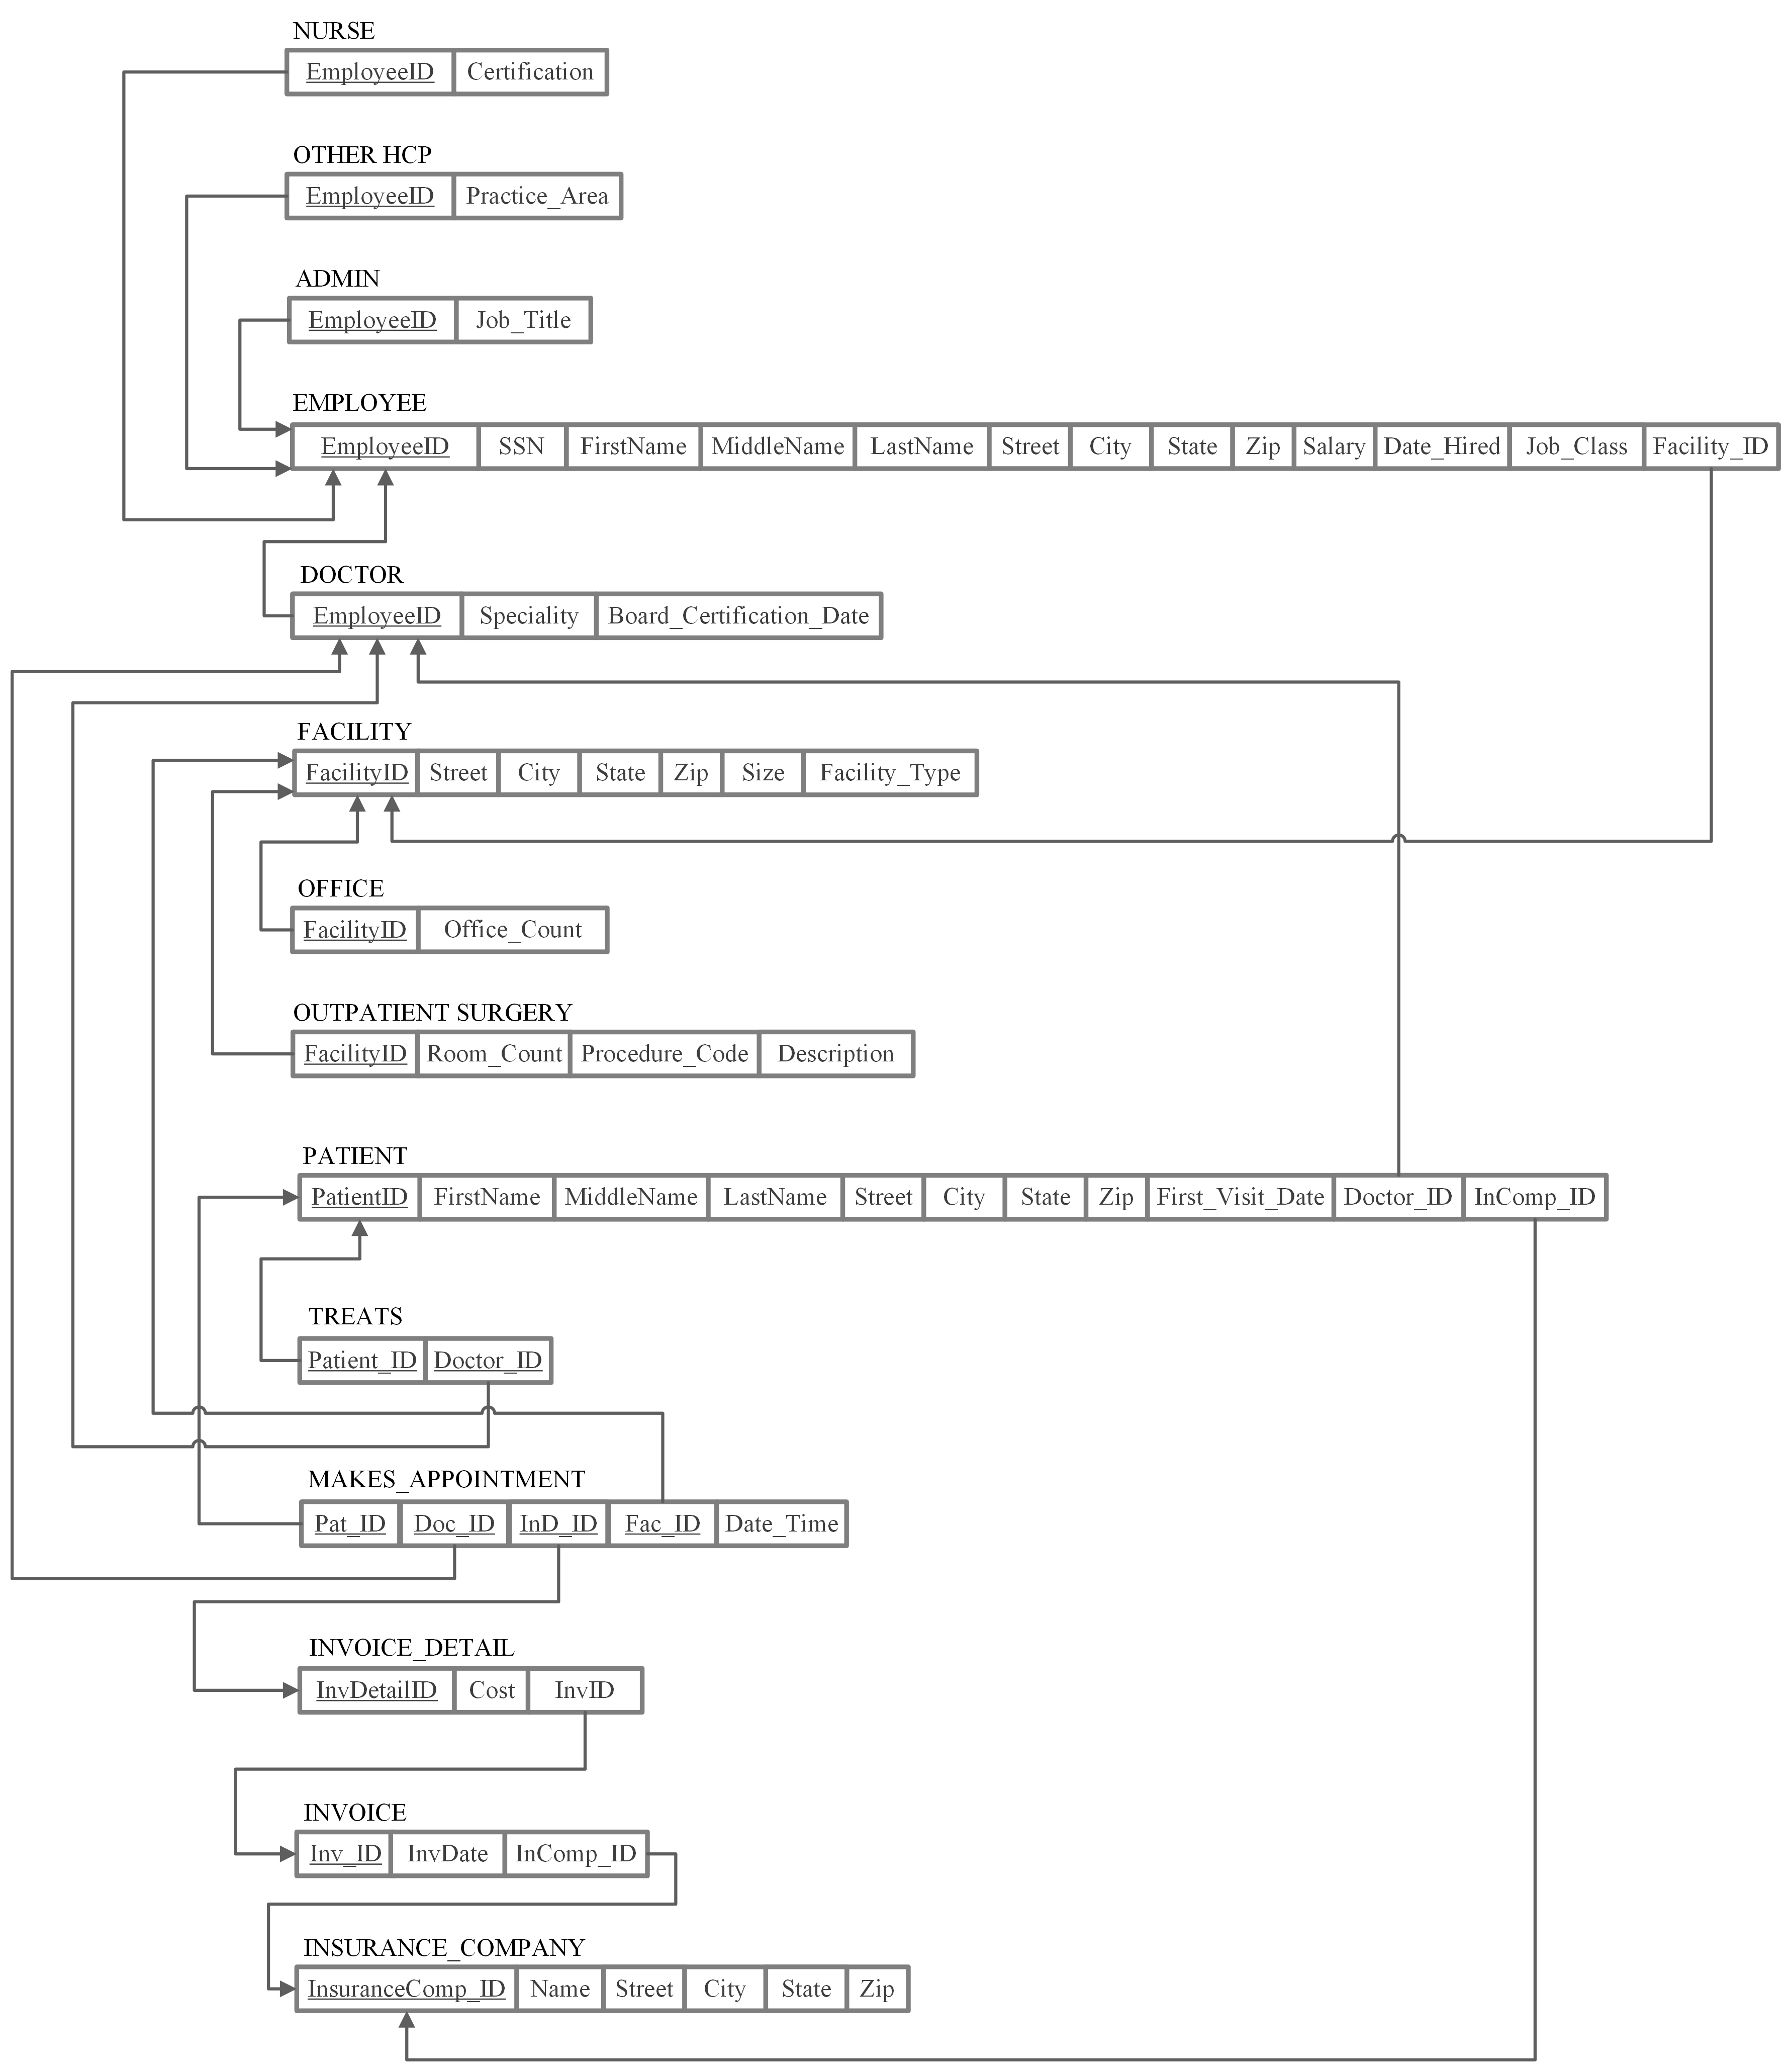 NURSE
EmployeeID Certification
OTHER HCP
EmployeeID Practice_Area
ADMIN
EmployeeID Job_Title
EMPLOYEE
EmployeeID SSN FirstName MiddleName LastName Street City State Zip Salary Date_Hired Job_Class Facility_ID
DOCTOR
EmployeeID Speciality Board_Certification_Date
FACILITY
FacilityID Street City State Zip Size Facility_Type
OFFICE
FacilityID Office_Count
OUTPATIENT SURGERY
FacilityID Room_Count Procedure_Code Description
PATIENT
PatientID FirstName MiddleName LastName Street City State Zip First_Visit_Date Doctor_ID InComp_ID
TREATS
Patient_ID Doctor_ID
MAKES_APPOINTMENT
Pat_ID Doc_ID InD_ID Fac_ID Date_Time
INVOICE_DETAIL
InvDetailID Cost InvID
INVOICE
Inv_ID InvDate InComp_ID
INSURANCE_COMPANY
InsuranceComp_ID Name Street City State Zip